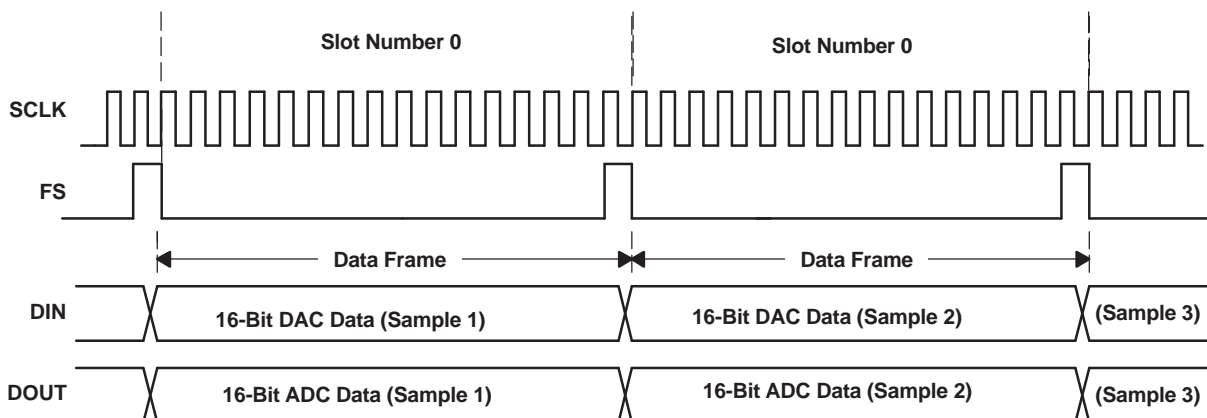 Slot Number 0 Slot Number 0
SCLK
FS
Data Frame Data Frame
DIN 16-Bit DAC Data (Sample 1) 16-Bit DAC Data (Sample 2) (Sample 3)
DOUT 16-Bit ADC Data (Sample 1) 16-Bit ADC Data (Sample 2) (Sample 3)